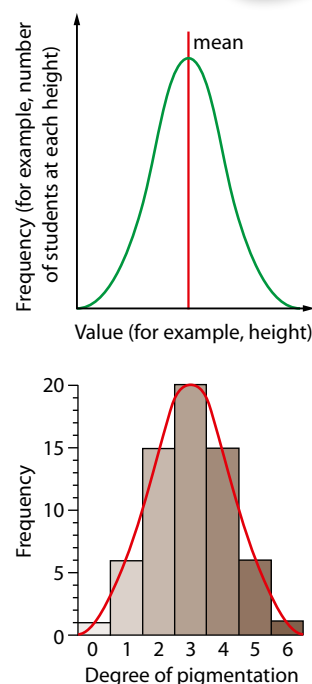 mean
Frequency (for example, number
of students at each height)
Value (for example, height)
20
15
10
5
0
Frequency
0 1 2 3 4 5 6
Degree of pigmentation